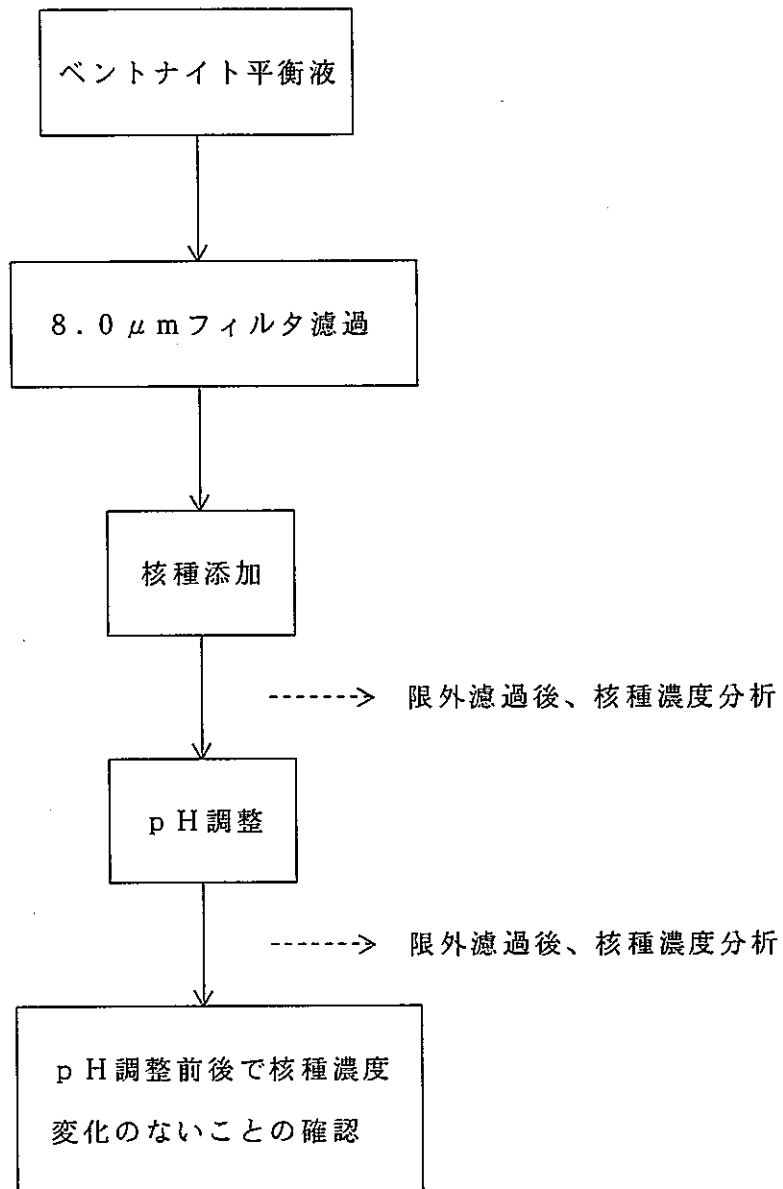 ベントナイト平衡液
8.0μmフィルタ濾過
核種添加
限外濾過後、核種濃度分析
pH調整
限外濾過後、核種濃度分析
pH調整前後で核種濃度
変化のないことの確認